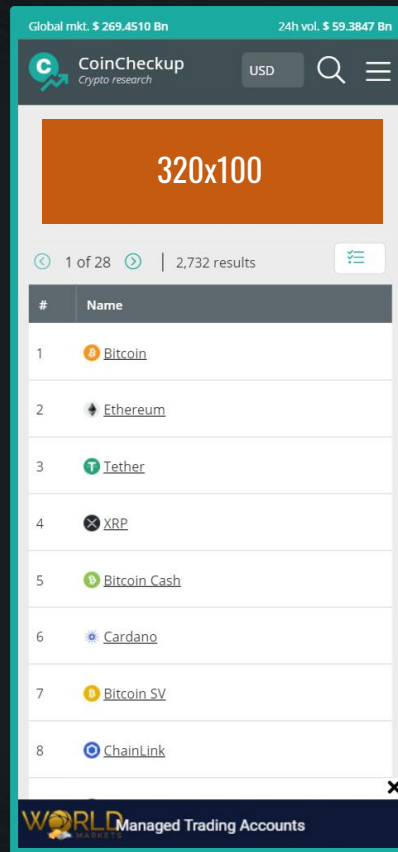 Global mkt. $ 269.4510 Bn 24h vol. $ 59.3847 Bn
CoinCheckup
Crypto research
USD
320x100
1 of 28 | 2,732 results
# Name
1 Bitcoin
2 Ethereum
3 Tether
4 XRP
5 Bitcoin Cash
6 Cardano
7 Bitcoin SV
8 ChainLink
WORLD
MARKETS
Managed Trading Accounts